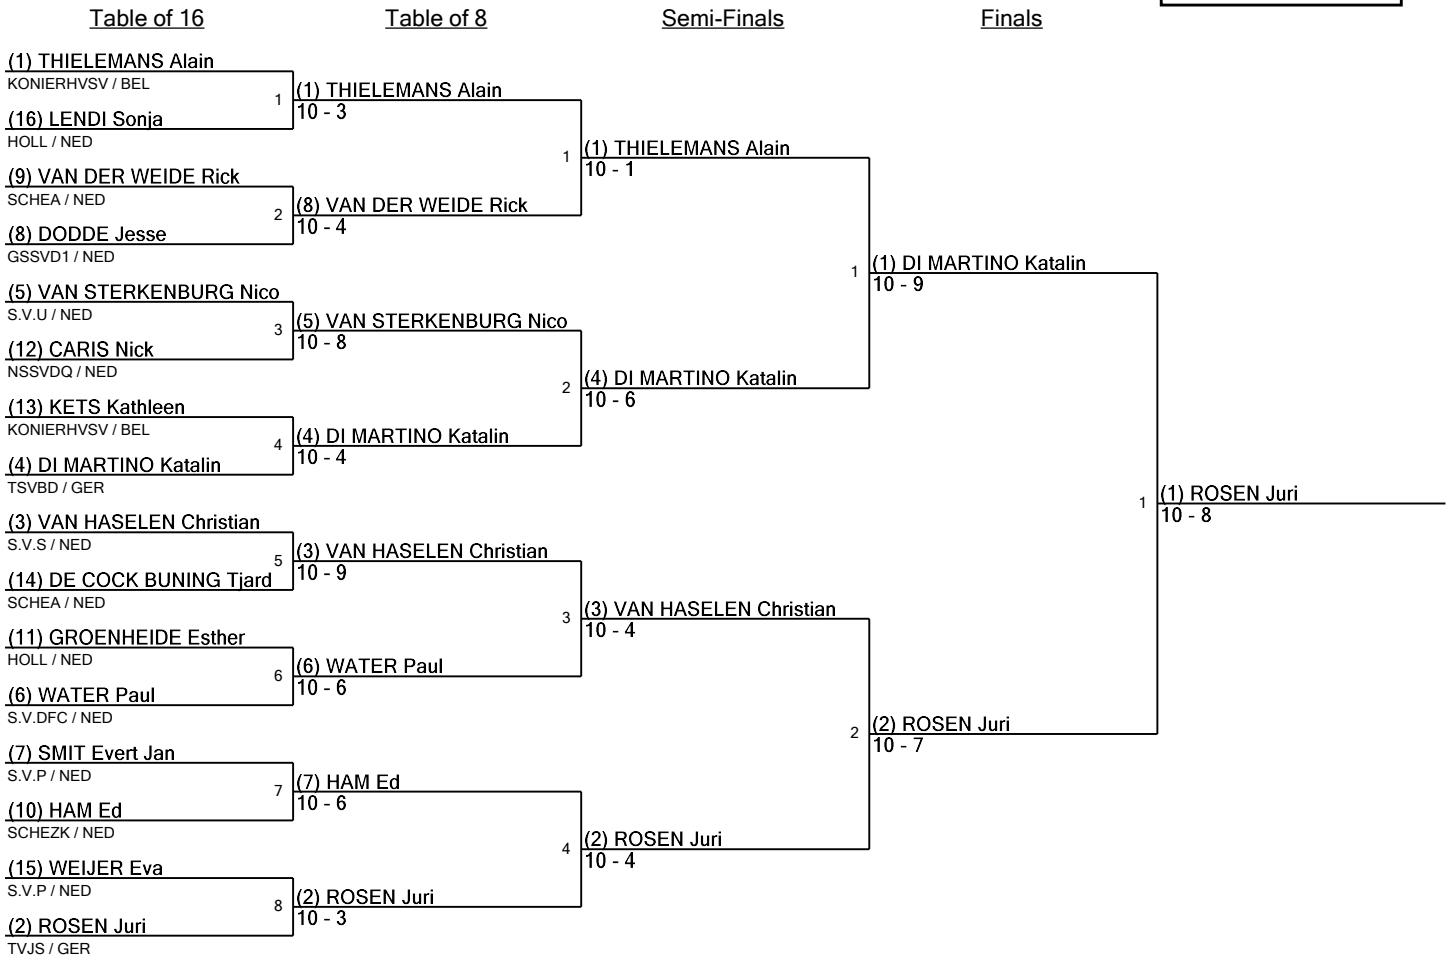 Table of 16
Table of 8
Semi-Finals
Finals
(1) THIELEMANS Alain
KONIERHVSV / BEL
1
(16) LENDI Sonja
HOLL / NED
(9) VAN DER WEIDE Rick
SCHEA / NED
2
(8) DODDE Jesse
GSSVD1 / NED
(5) VAN STERKENBURG Nico
S.V.U / NED
3
(12) CARIS Nick
NSSVDQ / NED
(13) KETS Kathleen
KONIERHVSV / BEL
4
(4) DI MARTINO Katalin
TSVBD / GER
(3) VAN HASELEN Christian
S.V.S / NED
5
(14) DE COCK BUNING Tjard
SCHEA / NED
(11) GROENHEIDE Esther
HOLL / NED
6
(6) WATER Paul
S.V.DFC / NED
(7) SMIT Evert Jan
S.V.P / NED
7
(10) HAM Ed
SCHEZK / NED
(15) WEIJER Eva
S.V.P / NED
8
(2) ROSEN Juri
TVJS / GER
(1) THIELEMANS Alain
10 - 3
1
(8) VAN DER WEIDE Rick
10 - 4
(5) VAN STERKENBURG Nico
10 - 8
2
(4) DI MARTINO Katalin
10 - 4
(3) VAN HASELEN Christian
10 - 9
3
(6) WATER Paul
10 - 6
(7) HAM Ed
10 - 6
4
(2) ROSEN Juri
10 - 3
(1) THIELEMANS Alain
10 - 1
1
(4) DI MARTINO Katalin
10 - 6
(3) VAN HASELEN Christian
10 - 4
2
(2) ROSEN Juri
10 - 4
(1) DI MARTINO Katalin
10 - 9
1
(2) ROSEN Juri
10 - 7
(1) ROSEN Juri
10 - 8